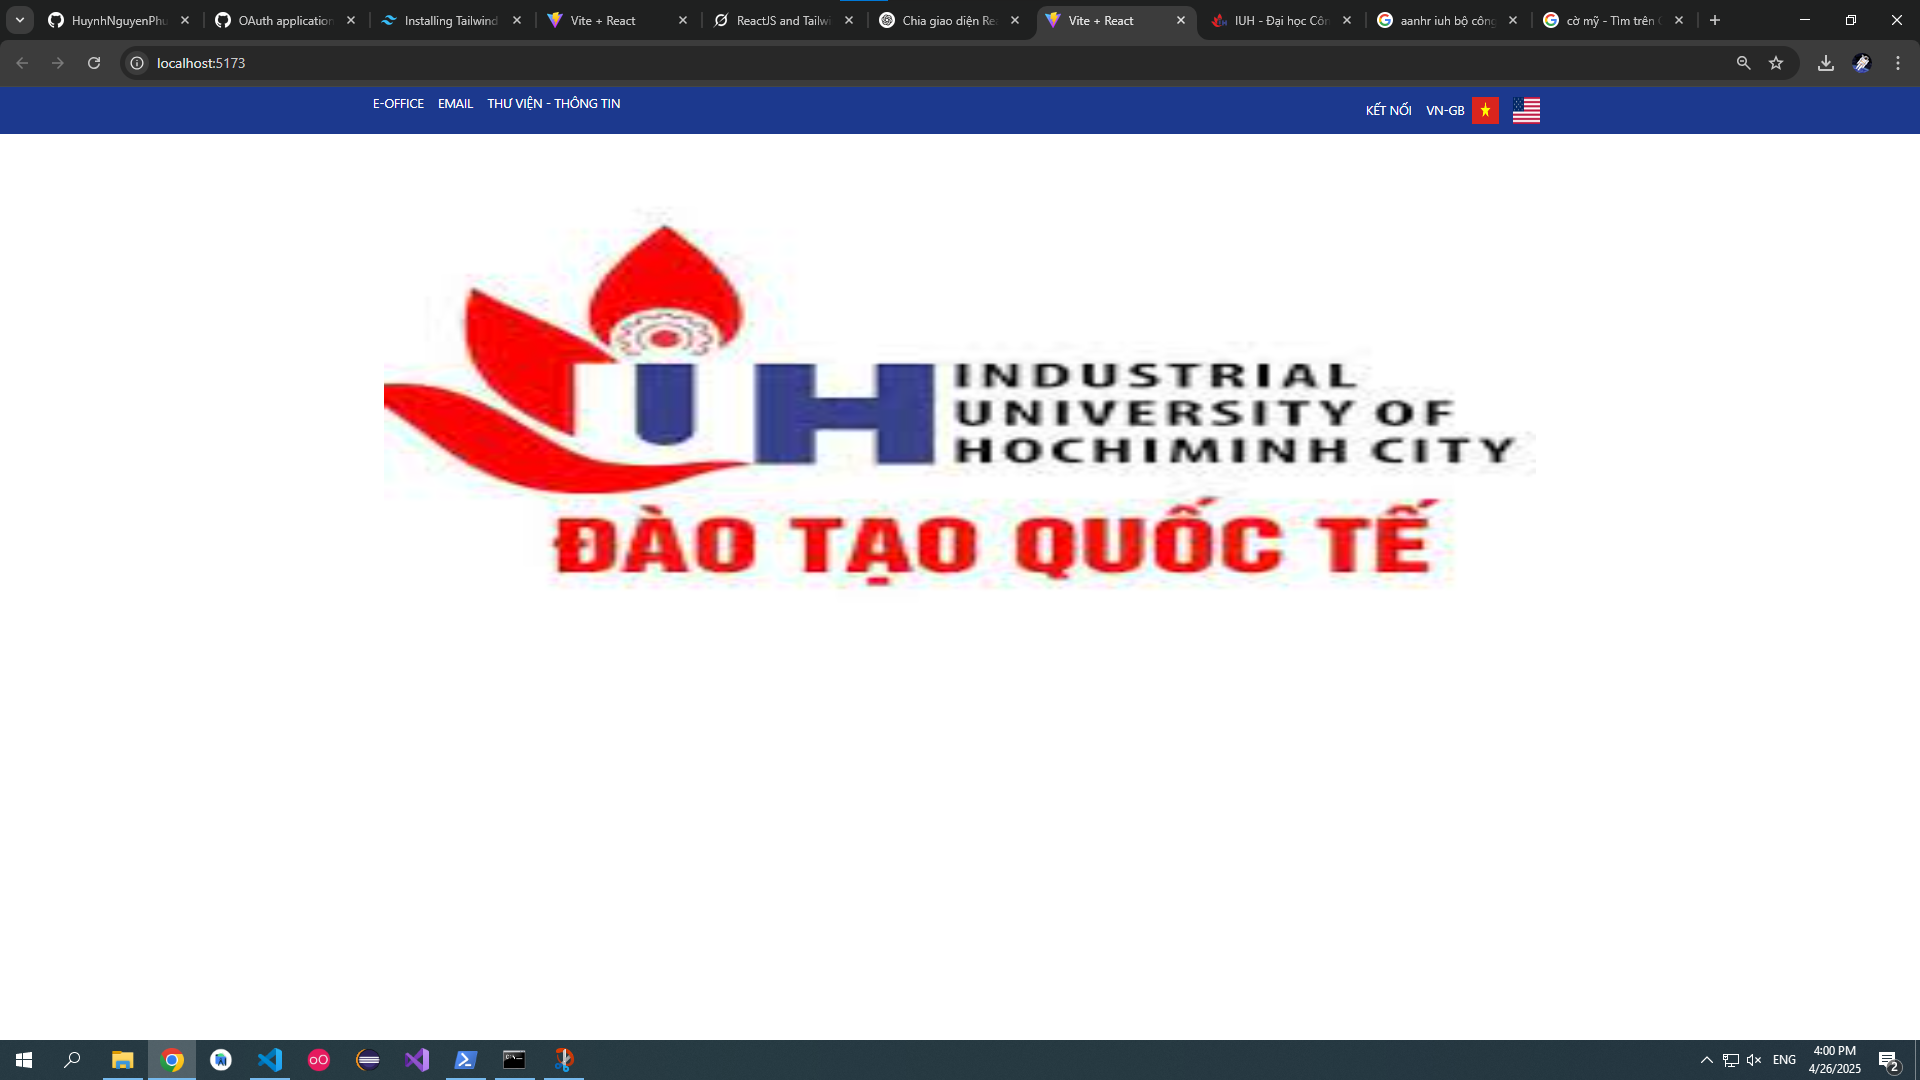 HuynhNguyenPhu
OAuth application
Installing Tailwind
Vite + React
ReactJS and Tailwi
Chia giao diện Rea
Vite + React
IUH - Đại học Côn
aanhr iuh bộ công
cờ mỹ - Tìm trên G
localhost:5173
E-OFFICE EMAIL THƯ VIỆN - THÔNG TIN
KẾT NỐI VN-GB
IUH
INDUSTRIAL
UNIVERSITY OF
HOCHIMINH CITY
ĐÀO TẠO QUỐC TẾ
ENG
4:00 PM
4/26/2025
2